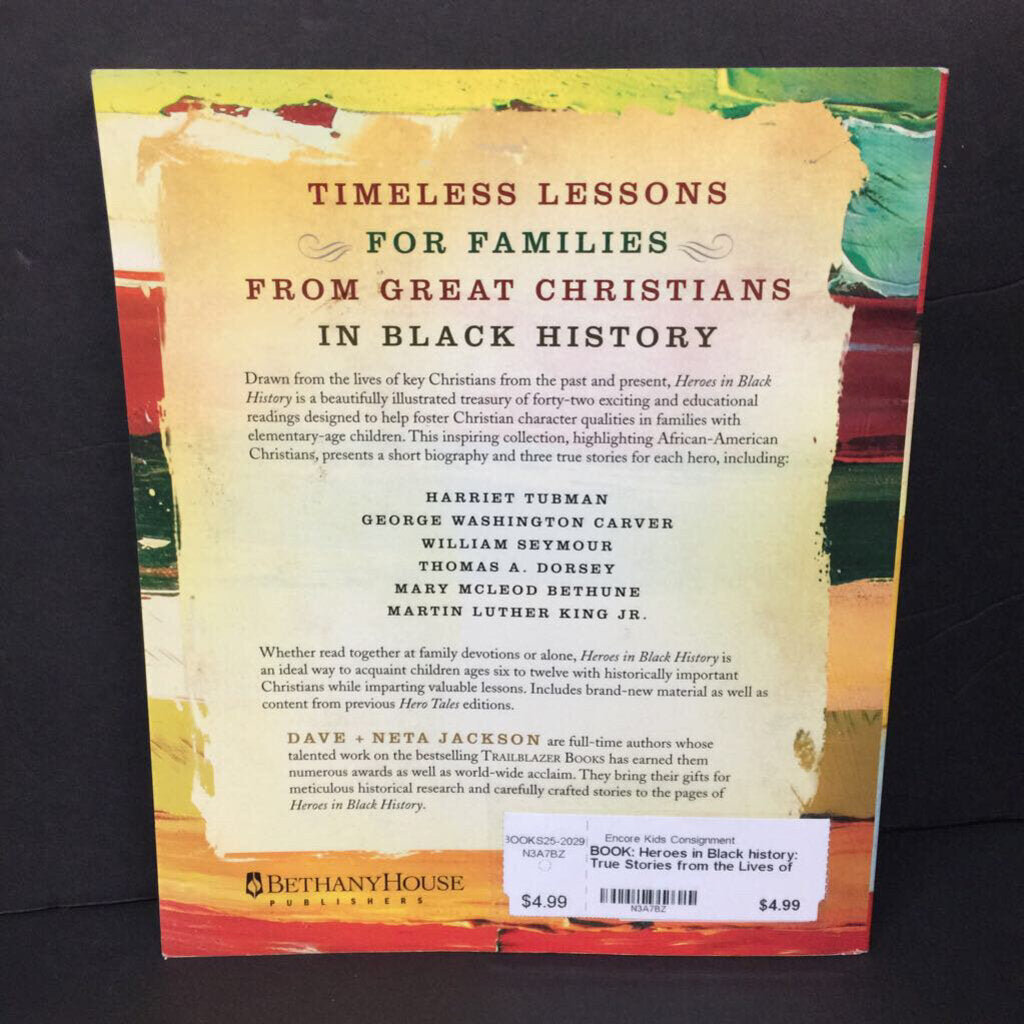 TIMELESS LESSONS
FOR FAMILIES
FROM GREAT CHRISTIANS
IN BLACK HISTORY
Drawn from the lives of key Christians from the past and present, Heroes in Black
History is a beautifully illustrated treasury of forty-two exciting and educational
readings designed to help foster Christian character qualities in families with
elementary-age children. This inspiring collection, highlighting African-American
Christians, presents a short biography and three true stories for each hero, including:
HARRIET TUBMAN
GEORGE WASHINGTON CARVER
WILLIAM SEYMOUR
THOMAS A. DORSEY
MARY MCLEOD BETHUNE
MARTIN LUTHER KING JR.
Whether read together at family devotions or alone, Heroes in Black History is
an ideal way to acquaint children ages six to twelve with historically important
Christians while imparting valuable lessons. Includes brand-new material as well as
content from previous Hero Tales editions.
DAVE + NETA JACKSON are full-time authors whose
talented work on the bestselling TRAILBLAZER BOOKS has earned them
numerous awards as well as world-wide acclaim. They bring their gifts for
meticulous historical research and carefully crafted stories to the pages of
Heroes in Black History.
BETHANYHOUSE
PUBLISHERS
BOOKS25-2029
N3A7BZ
$4.99
Encore Kids Consignment
BOOK: Heroes in Black history:
True Stories from the Lives of
N3A7BZ
$4.99